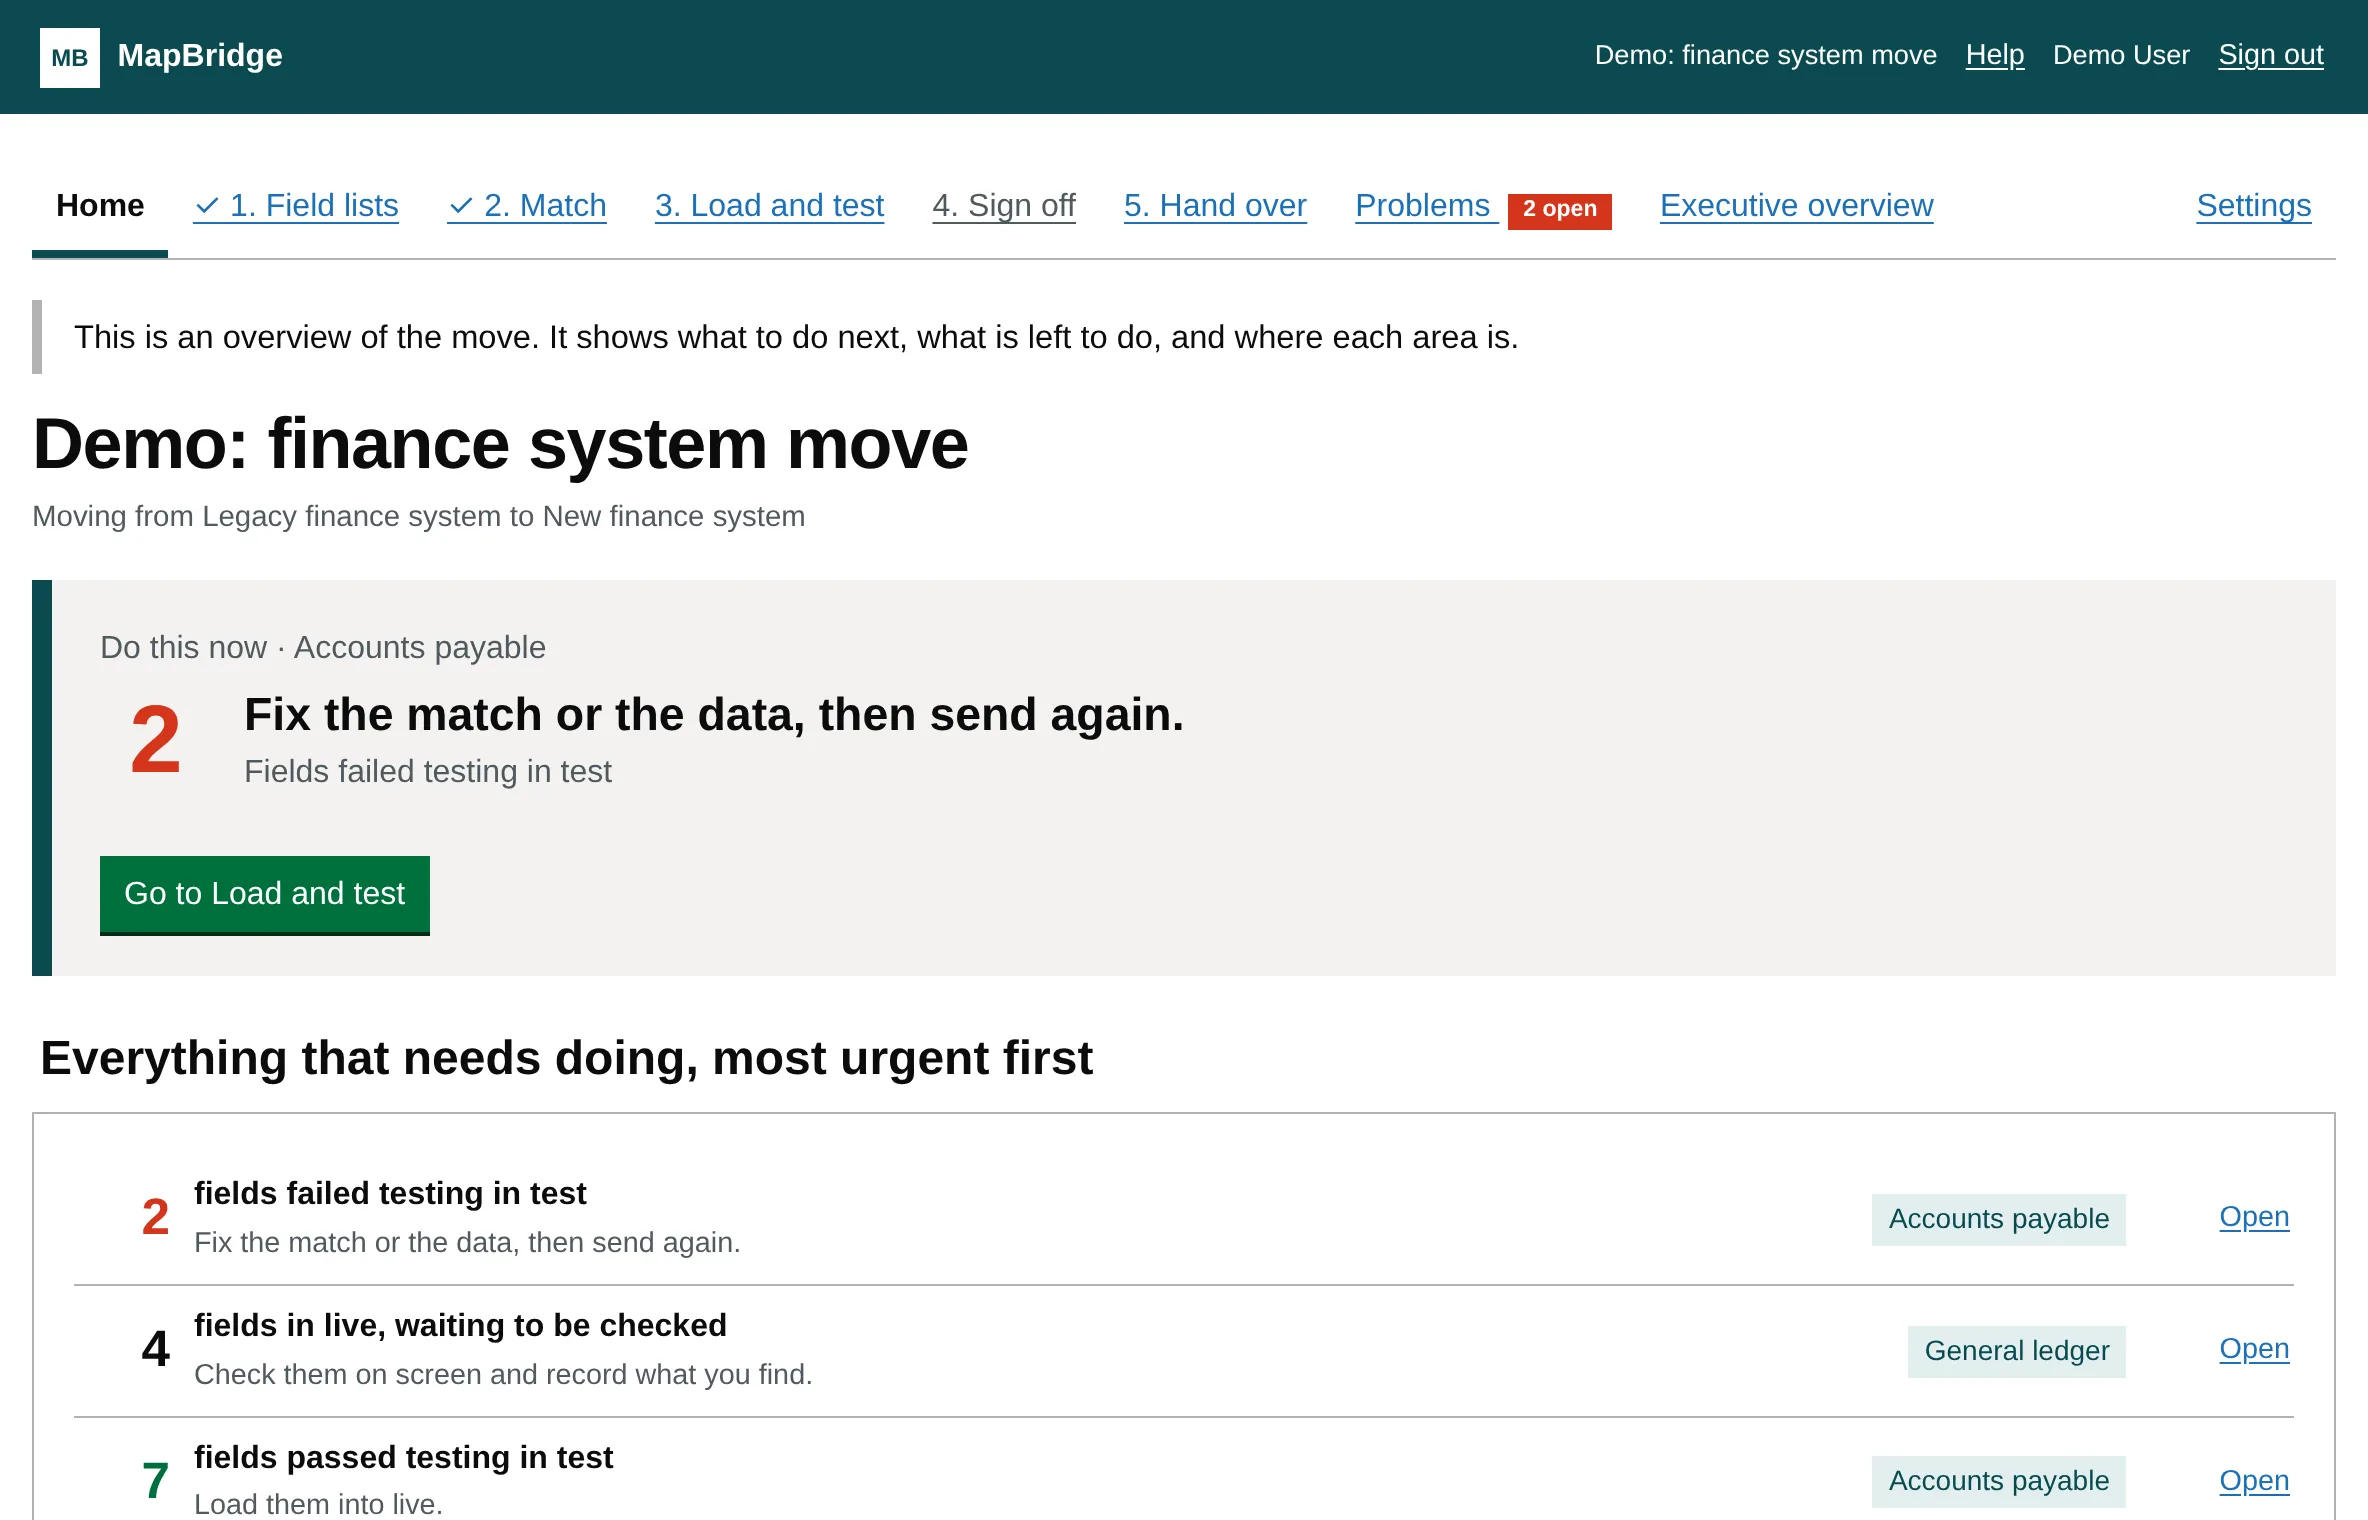 MB MapBridge Demo: finance system move Help Demo User Sign out
Home ✓ 1. Field lists ✓ 2. Match 3. Load and test 4. Sign off 5. Hand over Problems 2 open Executive overview Settings
This is an overview of the move. It shows what to do next, what is left to do, and where each area is.
Demo: finance system move
Moving from Legacy finance system to New finance system
Do this now · Accounts payable
2 Fix the match or the data, then send again.
Fields failed testing in test
Go to Load and test
Everything that needs doing, most urgent first
2 fields failed testing in test Accounts payable Open
Fix the match or the data, then send again.
4 fields in live, waiting to be checked General ledger Open
Check them on screen and record what you find.
7 fields passed testing in test Accounts payable Open
Load them into live.